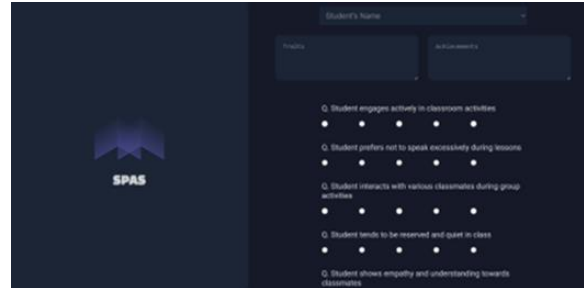 Student's Name
Traits
Achievements
Q. Student engages actively in classroom activities
Q. Student prefers not to speak excessively during lessons
SPAS
Q. Student interacts with various classmates during group
activities
Q. Student tends to be reserved and quiet in class
Q. Student shows empathy and understanding towards
classmates